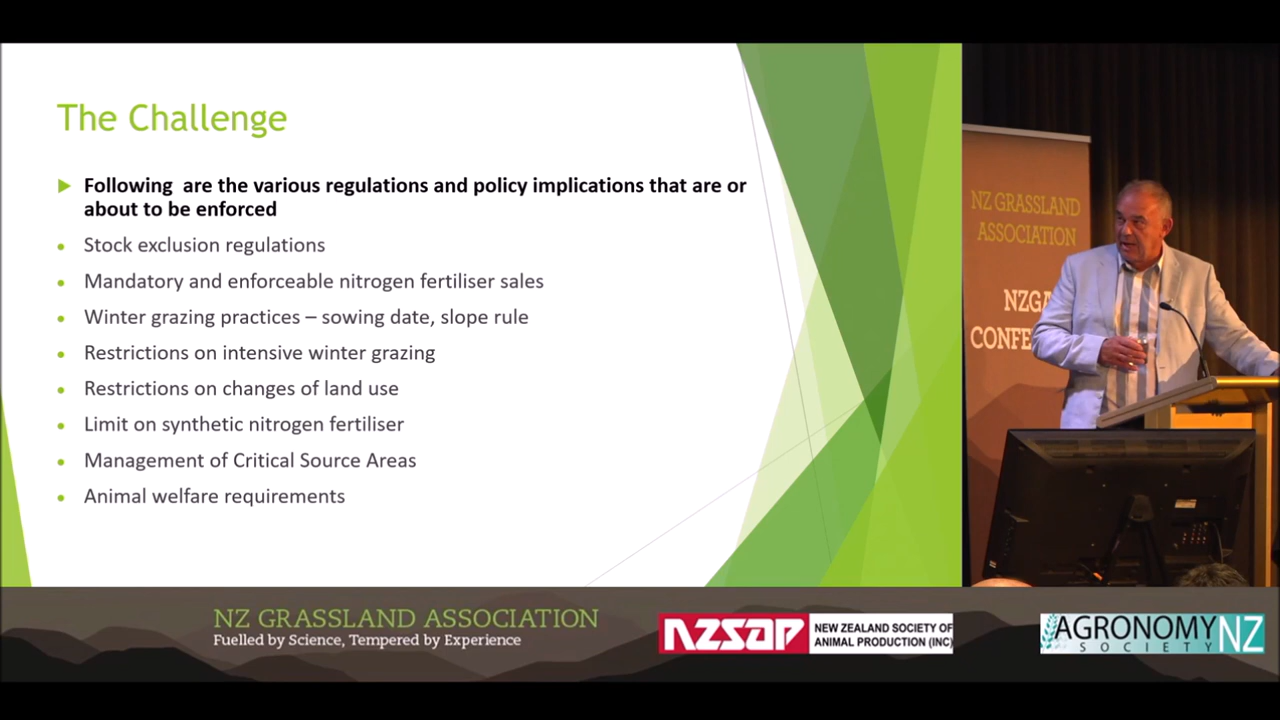 The Challenge
Following are the various regulations and policy implications that are or
about to be enforced
Stock exclusion regulations
Mandatory and enforceable nitrogen fertiliser sales
Winter grazing practices – sowing date, slope rule
Restrictions on intensive winter grazing
Restrictions on changes of land use
Limit on synthetic nitrogen fertiliser
Management of Critical Source Areas
Animal welfare requirements
NZ GRASSLAND
ASSOCIATION
NZ GRASSLAND ASSOCIATION
Fuelled by Science, Tempered by Experience
NZSAP
NEW ZEALAND SOCIETY OF
ANIMAL PRODUCTION (INC)
AGRONOMY NZ
SOCIETY